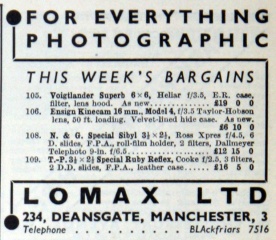 FOR EVERYTHING
PHOTOGRAPHIC
THIS WEEK'S BARGAINS
105. Voigtlander Superb 6×6, Heliar f/3.5, E.R. case,
filter, lens hood. As new............... £19 0 0
106. Ensign Kinecam 16 mm., Model 4, f/3.5 Taylor-Hobson
lens, 50 ft. loading. Velvet-lined hide case. As new.
£6 10 0
108. N. & G. Special Sibyl 3½ × 2½, Ross Xpres f/4.5, 6
D. slides, F.P.A., roll-film holder, 2 filters, Dallmeyer
Telephoto 9-in. f/6.5.................. £12 15 0
109. T.-P. 3½ × 2½ Special Ruby Reflex, Cooke f/2.5, 3 filters,
2 D.D. slides, F.P.A., leather case...... £16 5 0
LOMAX LTD
234, DEANSGATE, MANCHESTER, 3
Telephone . . . . . . . . BLAckfriars 7516